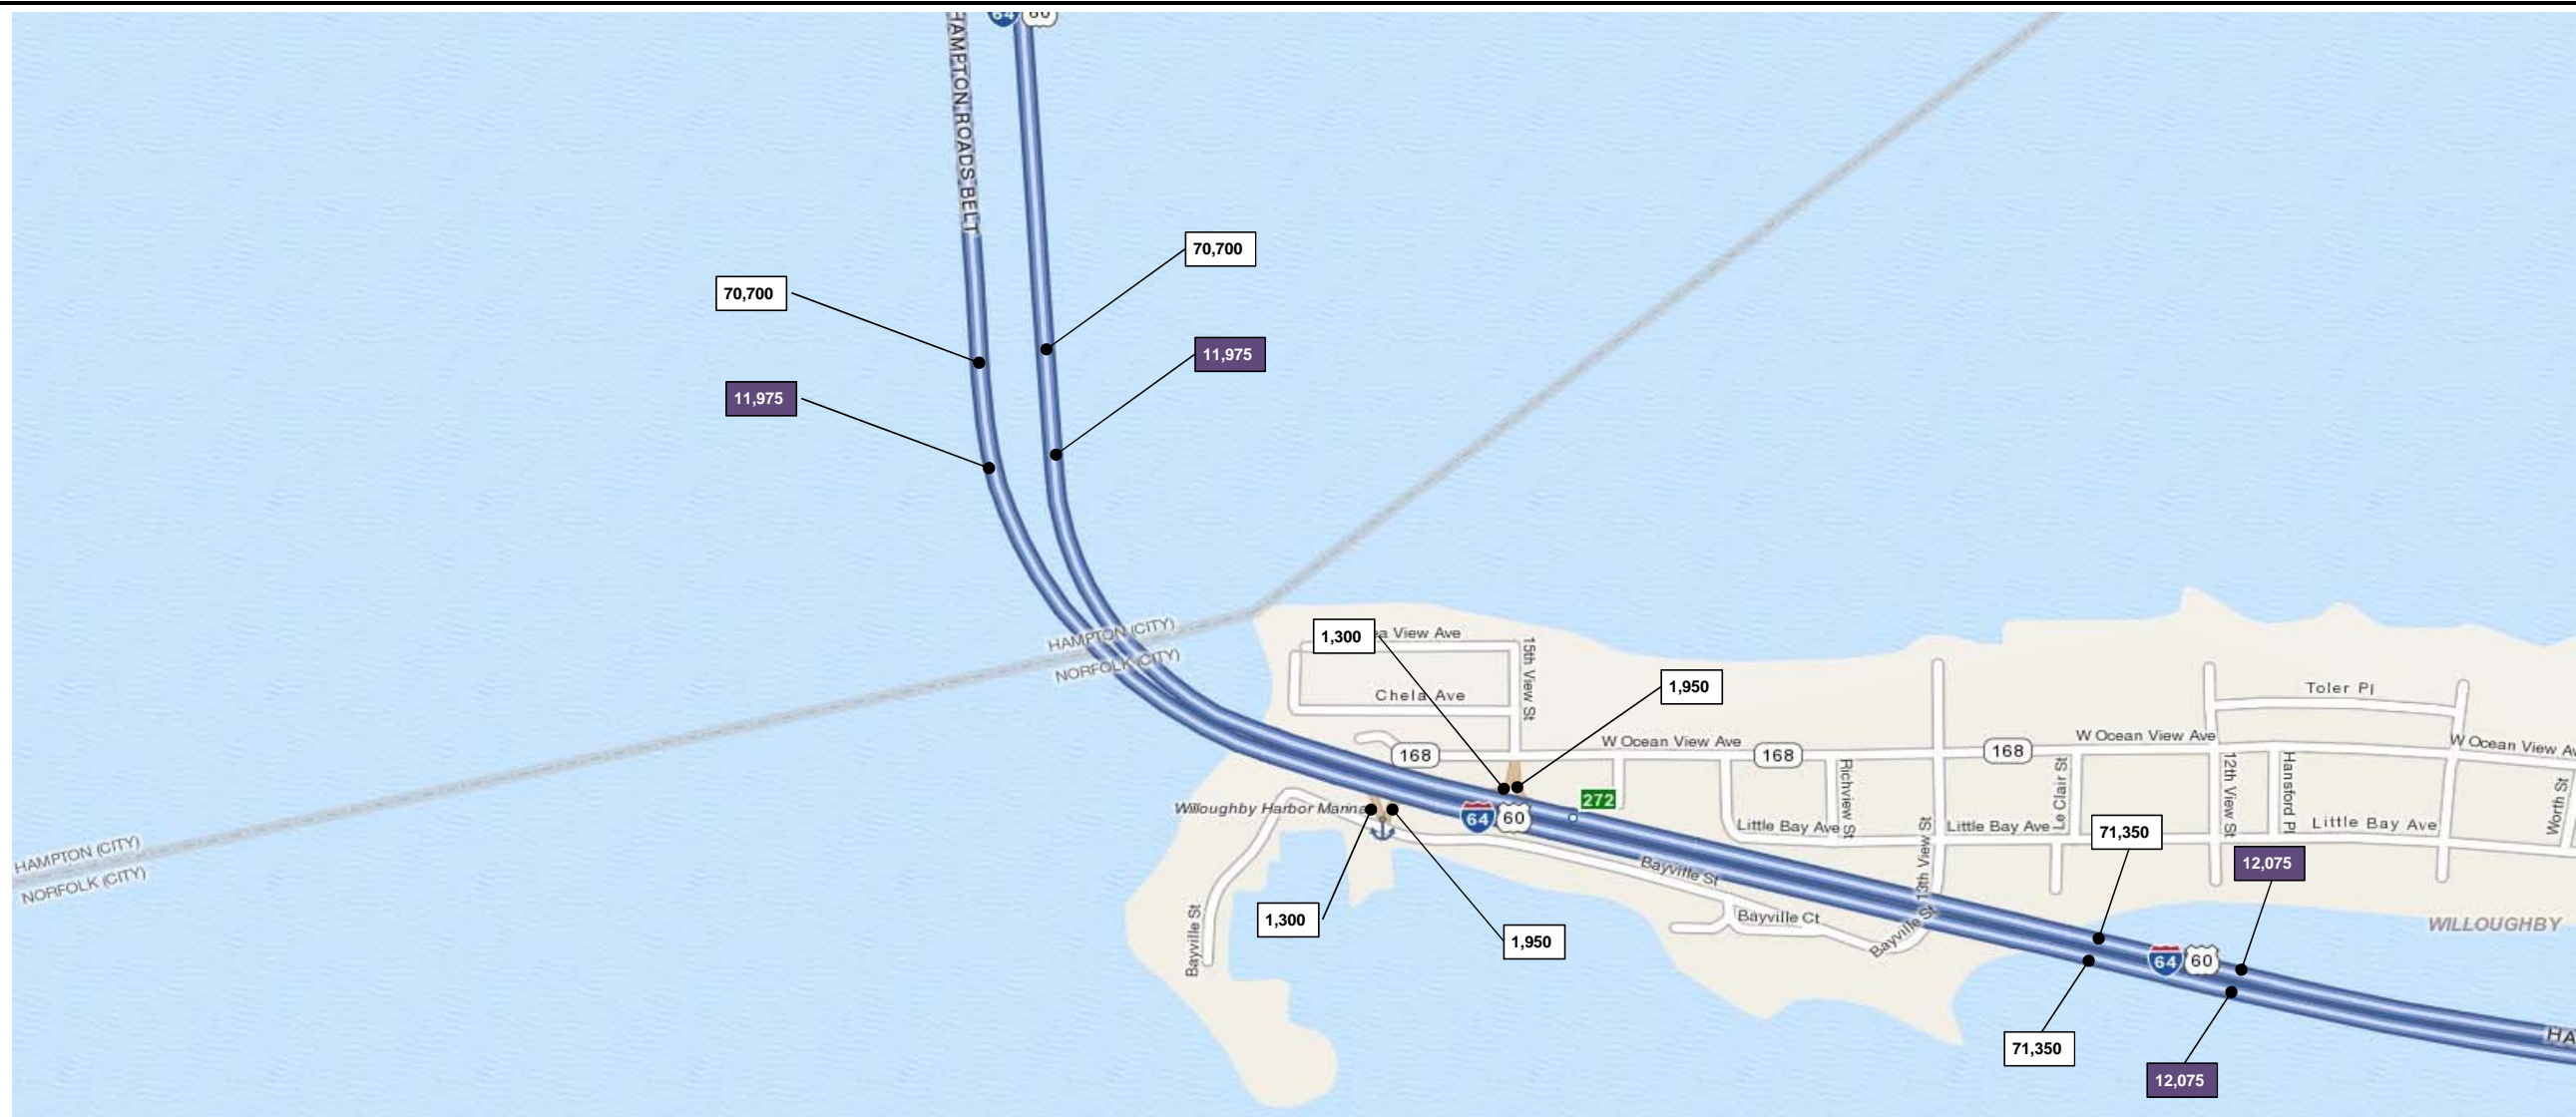 64 60
HAMPTON ROADS BELT
70,700
70,700
11,975
11,975
HAMPTON (CITY)
NORFOLK (CITY)
1,300
ea View Ave
15th View St
1,950
Chela Ave
Toler Pl
168
W Ocean View Ave
168
168
W Ocean View Ave
W Ocean View Av
Willoughby Harbor Marina
64 60
272
Richview St
Le Clair St
12th View St
Hansford Pl
Worth St
Little Bay Ave
Little Bay Ave
Little Bay Ave
13th View St
71,350
12,075
HAMPTON (CITY)
NORFOLK (CITY)
Bayville St
1,300
1,950
Bayville St
Bayville Ct
Bayville St
WILLOUGHBY
64 60
71,350
12,075
HA